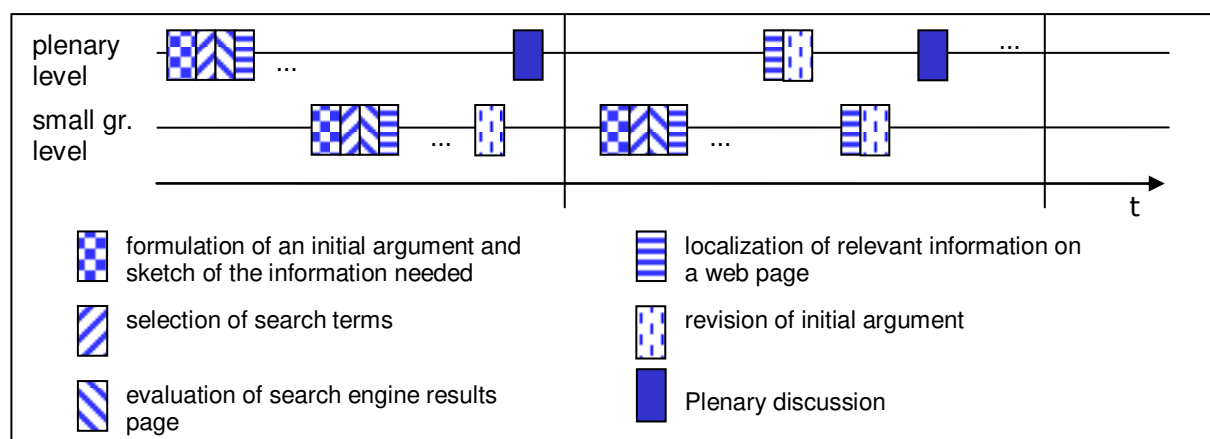 plenary
level
...
...
small gr.
level
...
...
t
formulation of an initial argument and
sketch of the information needed
localization of relevant information on
a web page
selection of search terms
revision of initial argument
evaluation of search engine results
page
Plenary discussion